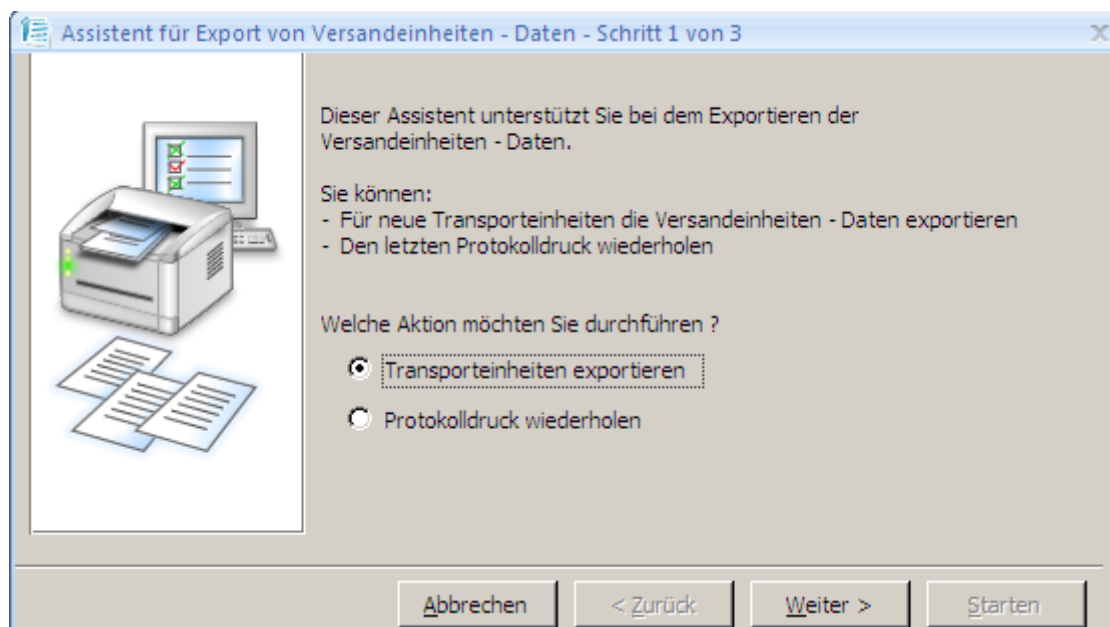 Assistent für Export von Versandeinheiten - Daten - Schritt 1 von 3
Dieser Assistent unterstützt Sie bei dem Exportieren der
Versandeinheiten - Daten.
Sie können:
- Für neue Transporteinheiten die Versandeinheiten - Daten exportieren
- Den letzten Protokolldruck wiederholen
Welche Aktion möchten Sie durchführen ?
Transporteinheiten exportieren
Protokolldruck wiederholen
Abbrechen < Zurück Weiter > Starten